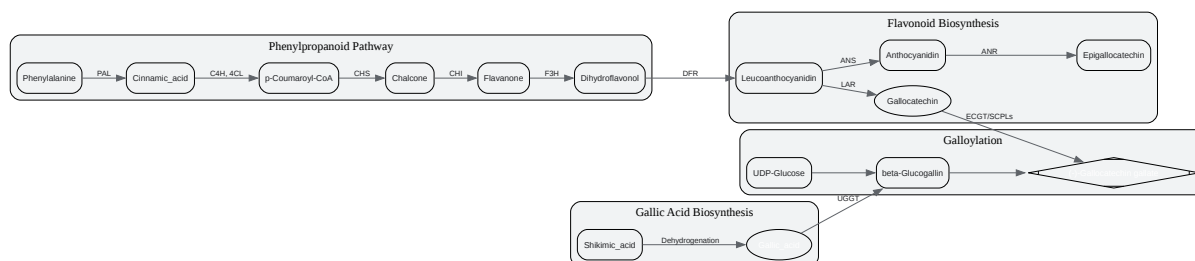 Flavonoid Biosynthesis
Phenylpropanoid Pathway
Phenylalanine
PAL
Cinnamic_acid
C4H, 4CL
p-Coumaroyl-CoA
CHS
Chalcone
CHI
Flavanone
F3H
Dihydroflavonol
DFR
Leucoanthocyanidin
ANS
Anthocyanidin
ANR
Epigallocatechin
LAR
Gallocatechin
ECGT/SCPLs
Galloylation
UDP-Glucose
beta-Glucogallin
UGGT
Gallic Acid Biosynthesis
Shikimic_acid
Dehydrogenation